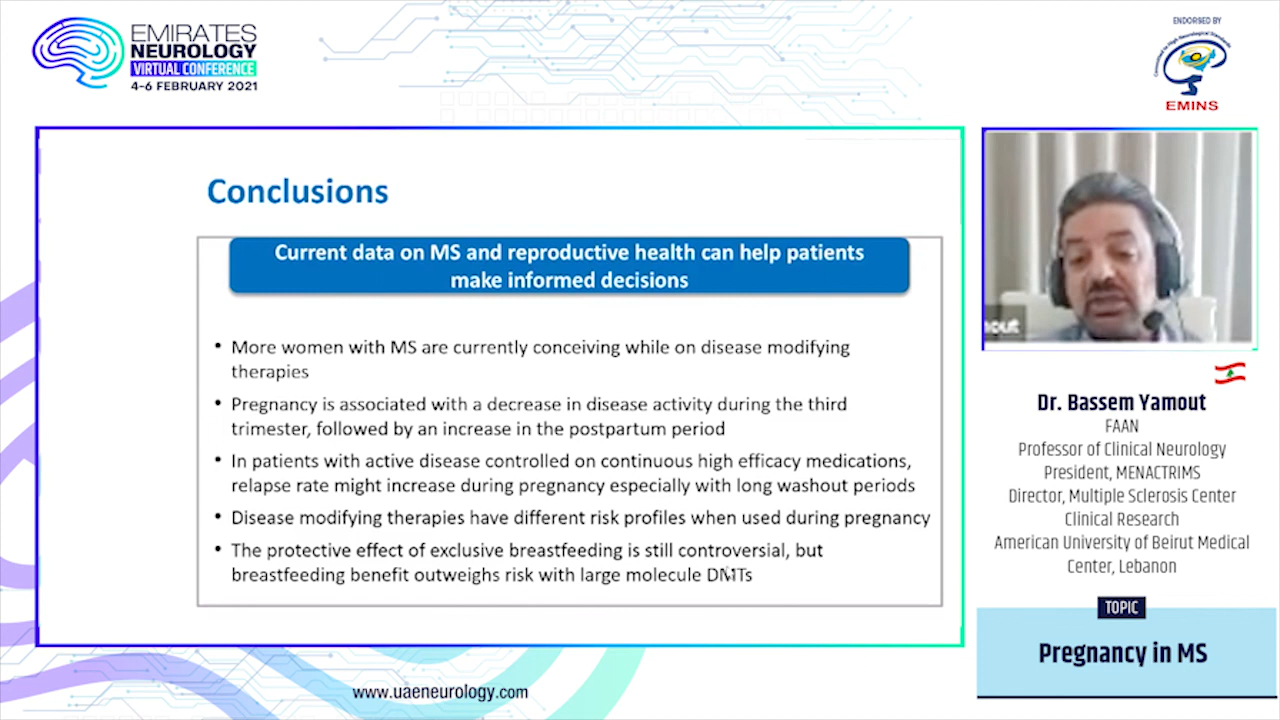 EMIRATES
NEUROLOGY
VIRTUAL CONFERENCE
4-6 FEBRUARY 2021
ENDORSED BY
Committed to High Neurological Standards
EMINS
Conclusions
Current data on MS and reproductive health can help patients
make informed decisions
• More women with MS are currently conceiving while on disease modifying
therapies
• Pregnancy is associated with a decrease in disease activity during the third
trimester, followed by an increase in the postpartum period
• In patients with active disease controlled on continuous high efficacy medications,
relapse rate might increase during pregnancy especially with long washout periods
• Disease modifying therapies have different risk profiles when used during pregnancy
• The protective effect of exclusive breastfeeding is still controversial, but
breastfeeding benefit outweighs risk with large molecule DMTs
Dr. Bassem Yamout
FAAN
Professor of Clinical Neurology
President, MENACTRIMS
Director, Multiple Sclerosis Center
Clinical Research
American University of Beirut Medical
Center, Lebanon
TOPIC
Pregnancy in MS
www.uaeneurology.com